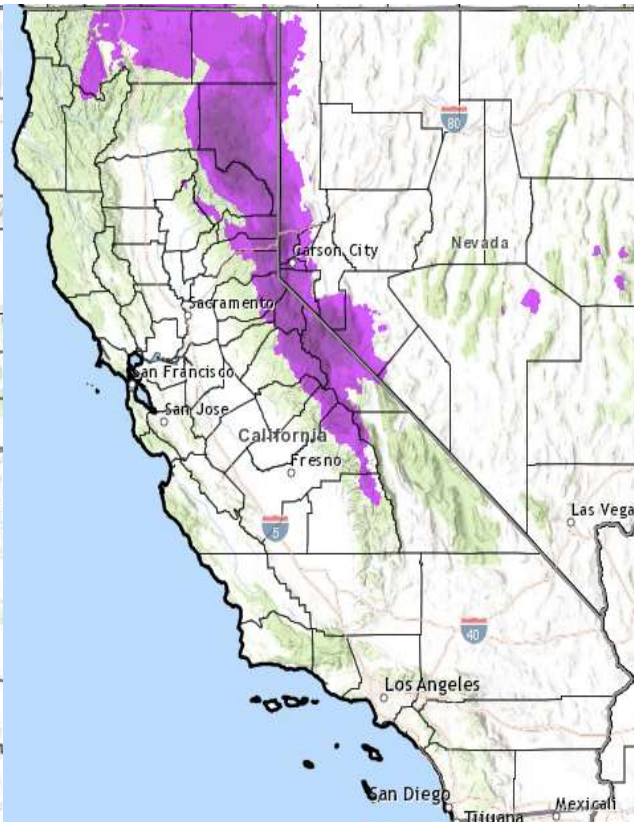 80
Nevada
Carson City
Sacramento
San Francisco
San Jose
California
Fresno
5
Las Vega
40
Los Angeles
San Diego
Tijuana
Mexicali